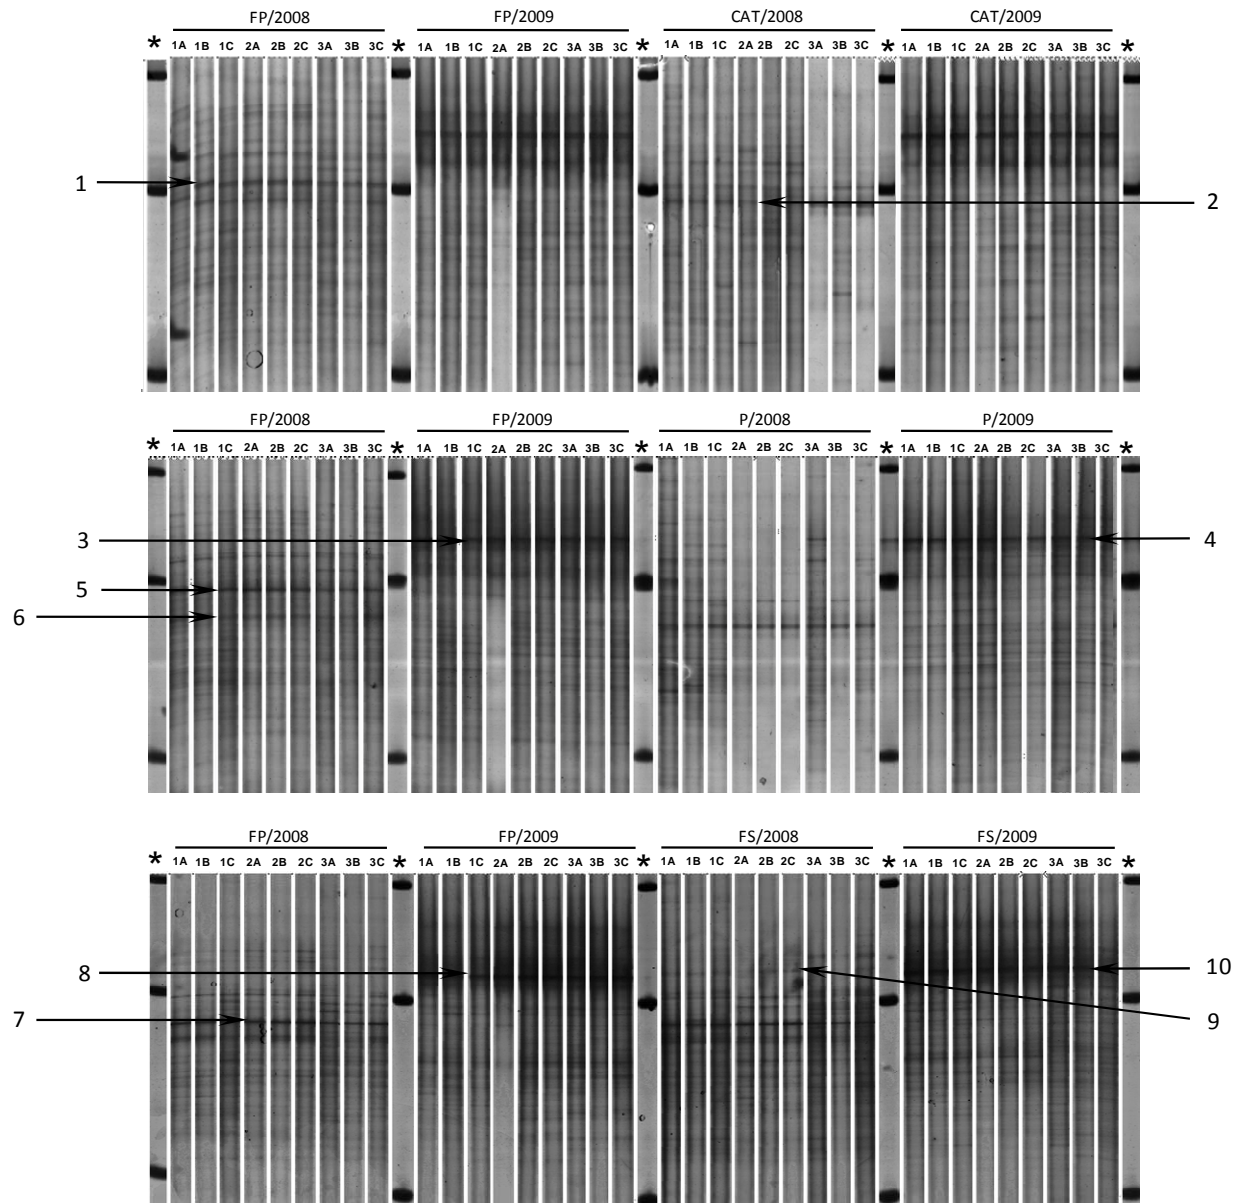 FP/2008 FP/2009 CAT/2008 CAT/2009
* 1A 1B 1C 2A 2B 2C 3A 3B 3C * 1A 1B 1C 2A 2B 2C 3A 3B 3C * 1A 1B 1C 2A 2B 2C 3A 3B 3C * 1A 1B 1C 2A 2B 2C 3A 3B 3C *
1
2
FP/2008 FP/2009 P/2008 P/2009
* 1A 1B 1C 2A 2B 2C 3A 3B 3C * 1A 1B 1C 2A 2B 2C 3A 3B 3C * 1A 1B 1C 2A 2B 2C 3A 3B 3C * 1A 1B 1C 2A 2B 2C 3A 3B 3C *
3 4
5
6
FP/2008 FP/2009 FS/2008 FS/2009
* 1A 1B 1C 2A 2B 2C 3A 3B 3C * 1A 1B 1C 2A 2B 2C 3A 3B 3C * 1A 1B 1C 2A 2B 2C 3A 3B 3C * 1A 1B 1C 2A 2B 2C 3A 3B 3C *
8 10
7 9